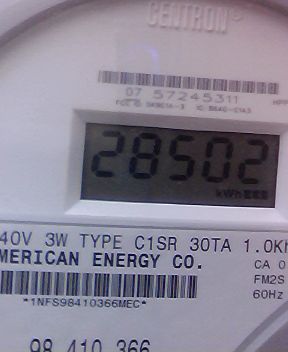 CENTRON®
07 57245311
28502
kWh
40V 3W TYPE C1SR 30TA 1.0Kh
MERICAN ENERGY CO.
CA 0
FM2S
60Hz
*1NFS98410366MEC*
98 410 366